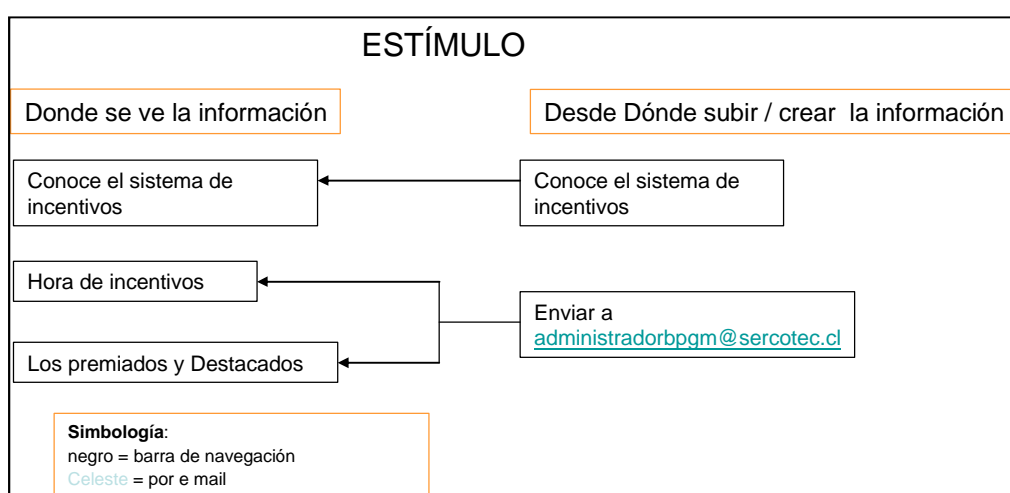 ESTÍMULO
Donde se ve la información
Desde Dónde subir / crear la información
Conoce el sistema de
incentivos
Conoce el sistema de
incentivos
Hora de incentivos
Enviar a
administradorbpgm@sercotec.cl
Los premiados y Destacados
Simbología:
negro = barra de navegación
Celeste = por e mail